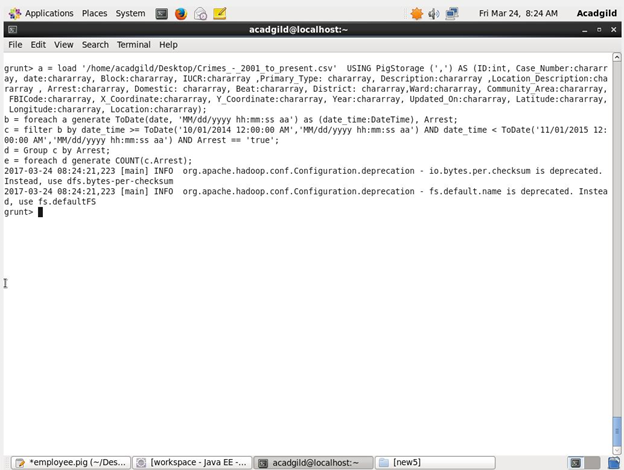 Applications Places System Fri Mar 24, 8:24 AM Acadgild
acadgild@localhost:~
File Edit View Search Terminal Help
grunt> a = load '/home/acadgild/Desktop/Crimes_-_2001_to_present.csv'  USING PigStorage (',') AS (ID:int, Case_Number:charar
ay, date:chararray, Block:chararray, IUCR:chararray ,Primary_Type: chararray, Description:chararray ,Location_Description:cha
rarray , Arrest:chararray, Domestic: chararray, Beat:chararray, District: chararray,Ward:chararray, Community_Area:chararray,
 FBICode:chararray, X_Coordinate:chararray, Y_Coordinate:chararray, Year:chararray, Updated_On:chararray, Latitude:chararray,
 Longitude:chararray, Location:chararray);
b = foreach a generate ToDate(date, 'MM/dd/yyyy hh:mm:ss aa') as (date_time:DateTime), Arrest;
c = filter b by date_time >= ToDate('10/01/2014 12:00:00 AM','MM/dd/yyyy hh:mm:ss aa') AND date_time < ToDate('11/01/2015 12:
00:00 AM','MM/dd/yyyy hh:mm:ss aa') AND Arrest == 'true';
d = Group c by Arrest;
e = foreach d generate COUNT(c.Arrest);
2017-03-24 08:24:21,223 [main] INFO  org.apache.hadoop.conf.Configuration.deprecation - io.bytes.per.checksum is deprecated.
Instead, use dfs.bytes-per-checksum
2017-03-24 08:24:21,223 [main] INFO  org.apache.hadoop.conf.Configuration.deprecation - fs.default.name is deprecated. Instea
d, use fs.defaultFS
grunt>
*employee.pig (~/Des... [workspace - Java EE -... acadgild@localhost:~ [new5]